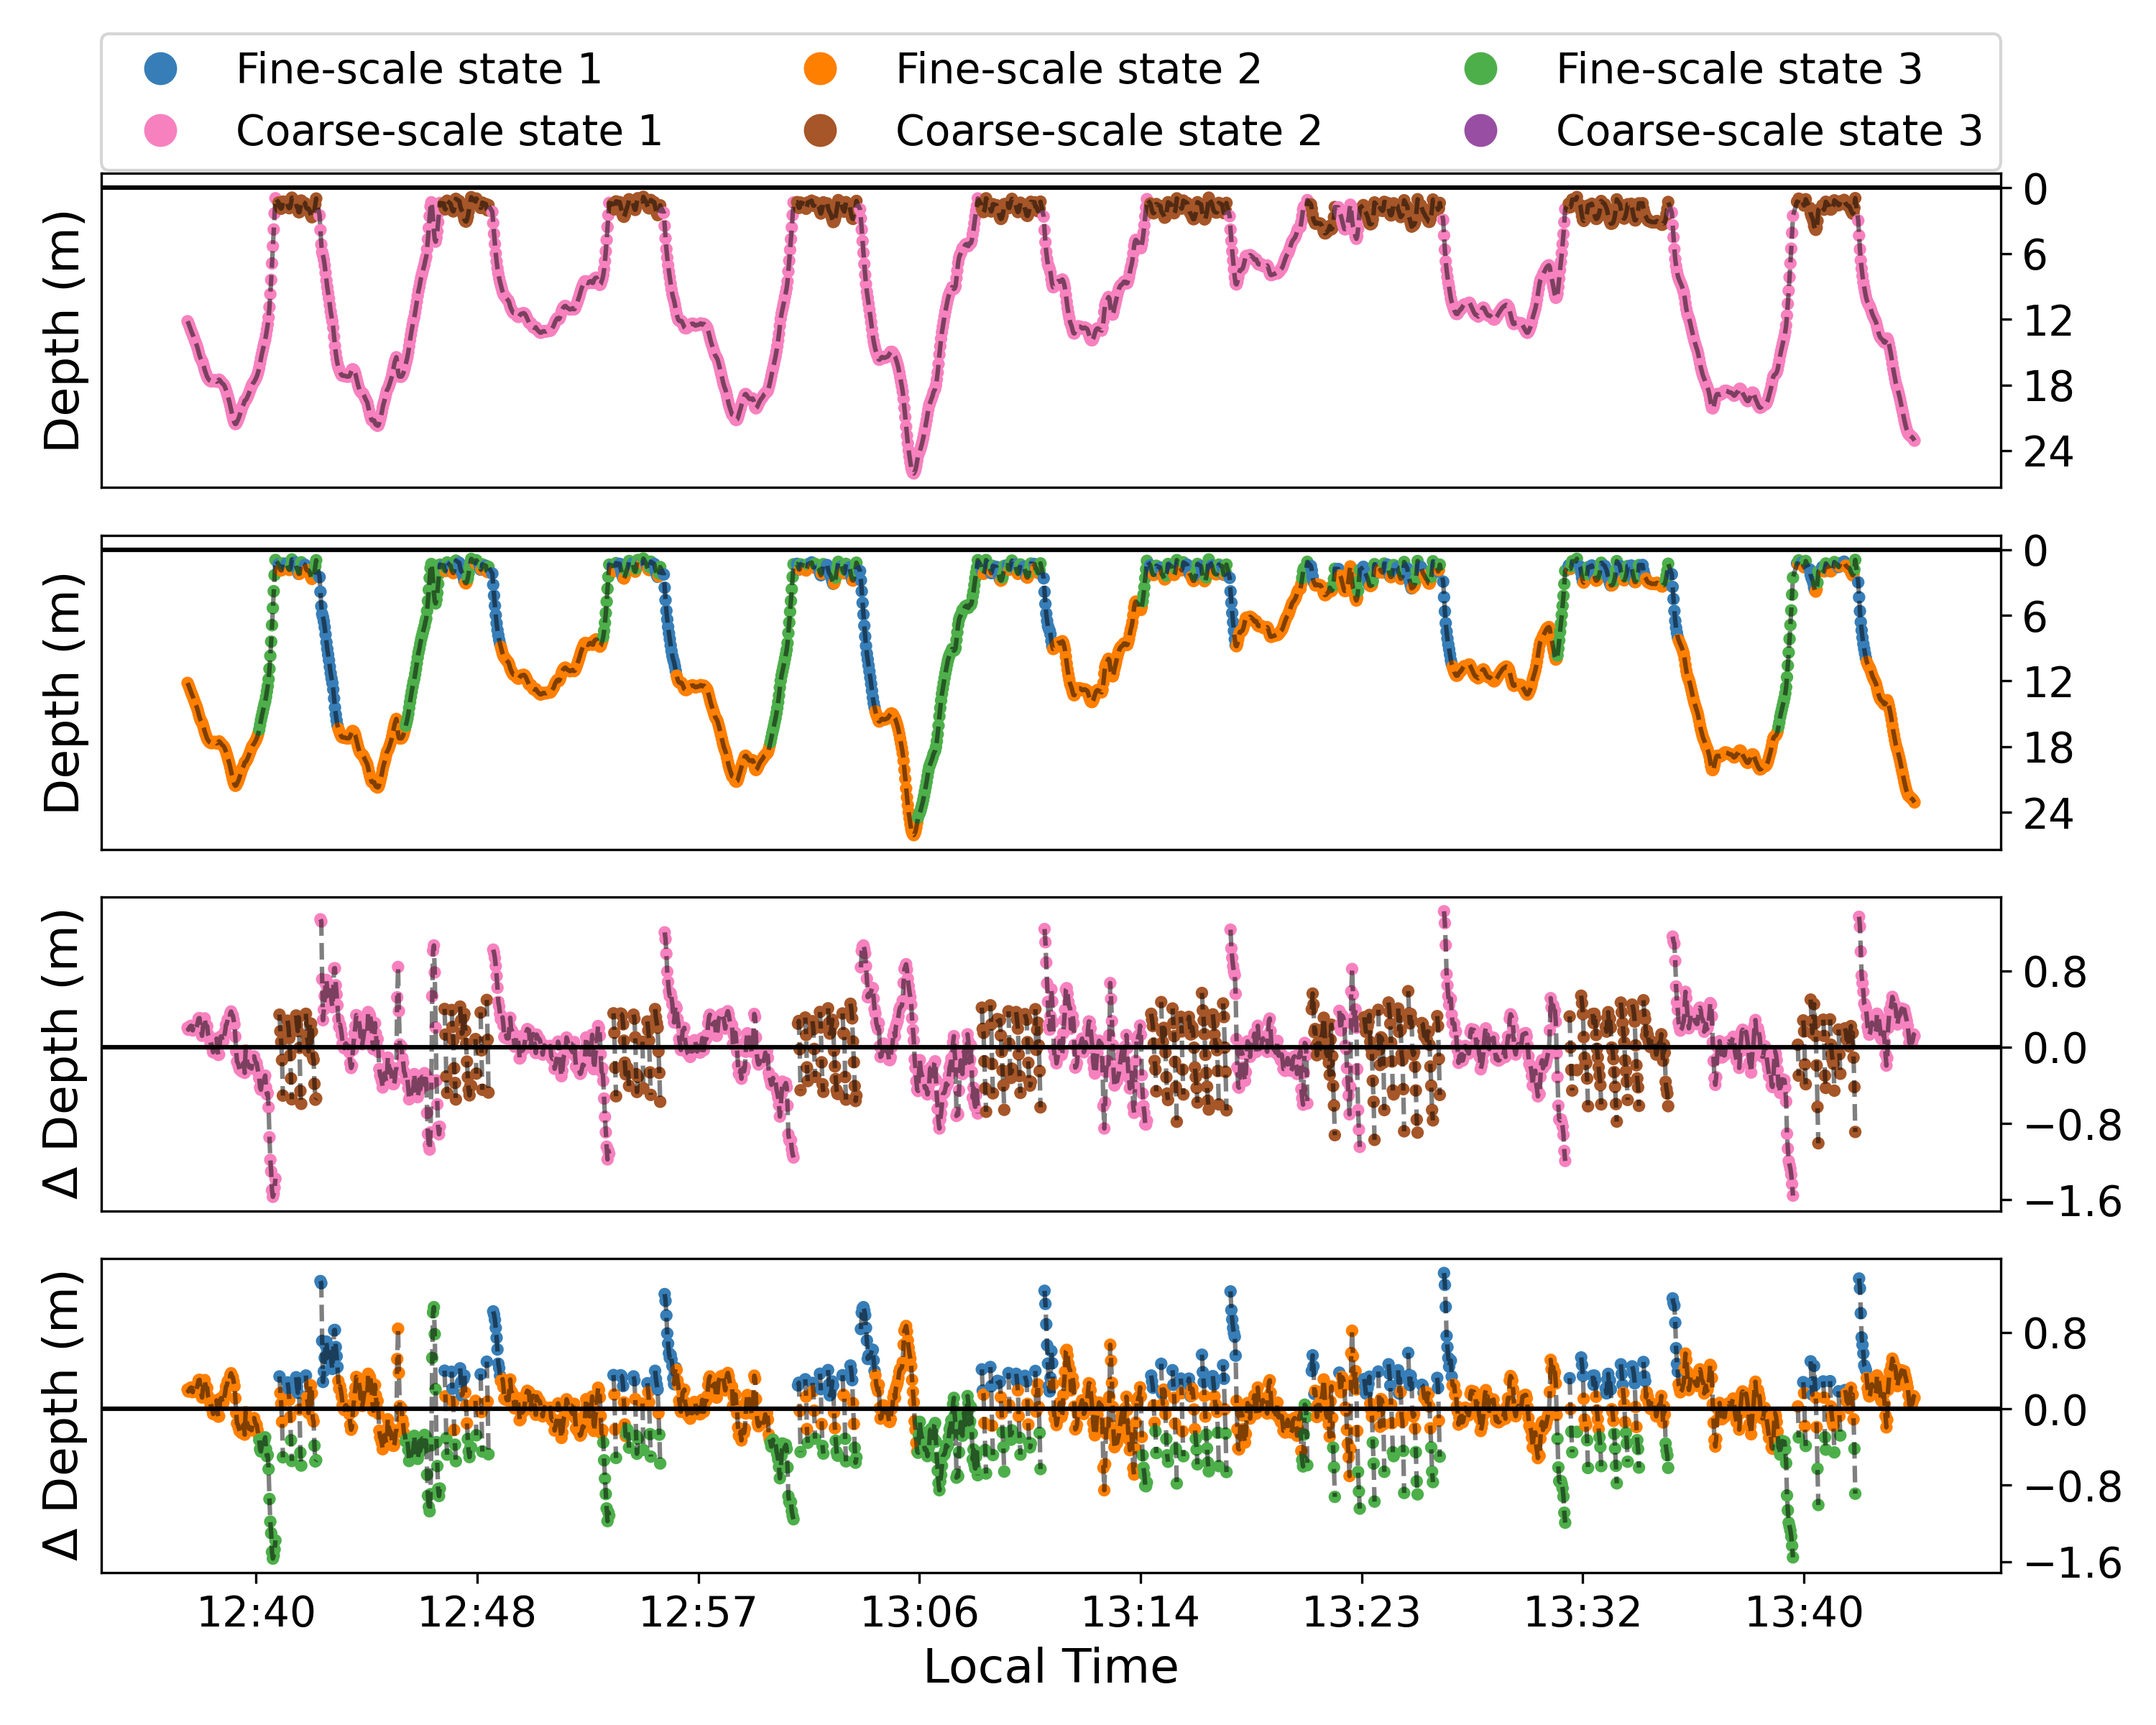 Fine-scale state 1 Fine-scale state 2 Fine-scale state 3
Coarse-scale state 1 Coarse-scale state 2 Coarse-scale state 3
Depth (m)
0
6
12
18
24
Depth (m)
0
6
12
18
24
Δ Depth (m)
0.8
0.0
−0.8
−1.6
Δ Depth (m)
0.8
0.0
−0.8
−1.6
12:40 12:48 12:57 13:06 13:14 13:23 13:32 13:40
Local Time